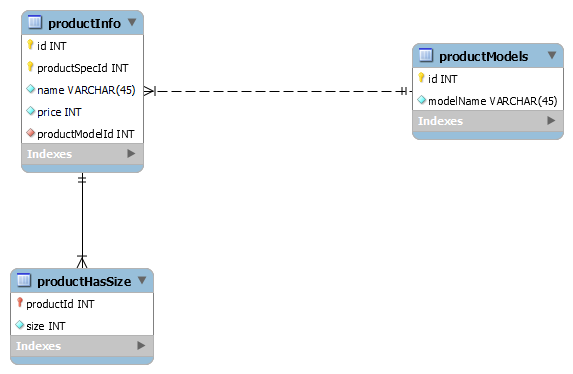 productInfo
id INT
productSpecId INT
name VARCHAR(45)
price INT
productModelId INT
Indexes
productModels
id INT
modelName VARCHAR(45)
Indexes
productHasSize
productId INT
size INT
Indexes